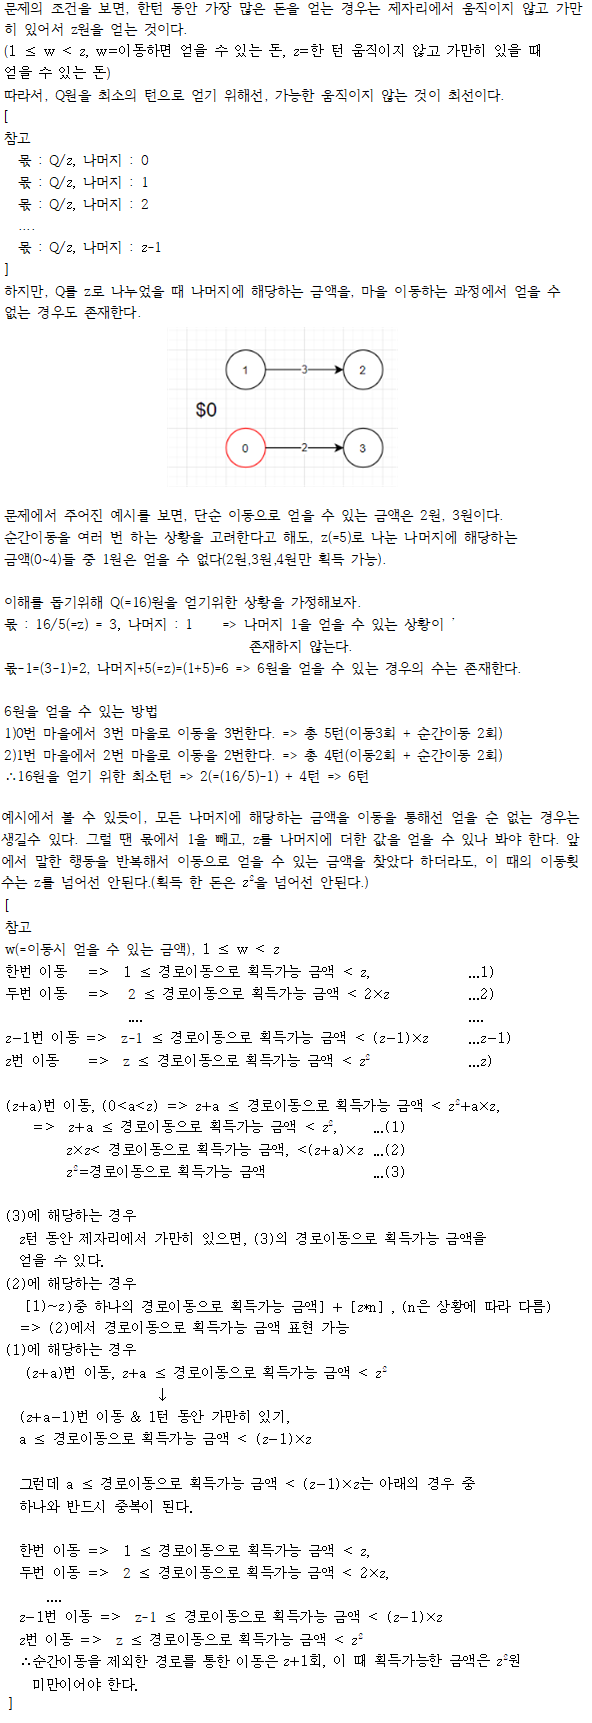 문제의 조건을 보면, 한턴 동안 가장 많은 돈을 얻는 경우는 제자리에서 움직이지 않고 가만
히 있어서 z원을 얻는 것이다.
(1 ≤ w < z, w=이동하면 얻을 수 있는 돈, z=한 턴 움직이지 않고 가만히 있을 때
얻을 수 있는 돈)
따라서, Q원을 최소의 턴으로 얻기 위해선, 가능한 움직이지 않는 것이 최선이다.
[
참고
몫 : Q/z, 나머지 : 0
몫 : Q/z, 나머지 : 1
몫 : Q/z, 나머지 : 2
....
몫 : Q/z, 나머지 : z-1
]
하지만, Q를 z로 나누었을 때 나머지에 해당하는 금액을, 마을 이동하는 과정에서 얻을 수
없는 경우도 존재한다.
1 3 2
$0
0 2 3
문제에서 주어진 예시를 보면, 단순 이동으로 얻을 수 있는 금액은 2원, 3원이다.
순간이동을 여러 번 하는 상황을 고려한다고 해도, z(=5)로 나눈 나머지에 해당하는
금액(0~4)들 중 1원은 얻을 수 없다(2원,3원,4원만 획득 가능).
이해를 돕기위해 Q(=16)원을 얻기위한 상황을 가정해보자.
몫 : 16/5(=z) = 3, 나머지 : 1 => 나머지 1을 얻을 수 있는 상황이 '
존재하지 않는다.
몫-1=(3-1)=2, 나머지+5(=z)=(1+5)=6 => 6원을 얻을 수 있는 경우의 수는 존재한다.
6원을 얻을 수 있는 방법
1)0번 마을에서 3번 마을로 이동을 3번한다. => 총 5턴(이동3회 + 순간이동 2회)
2)1번 마을에서 2번 마을로 이동을 2번한다. => 총 4턴(이동2회 + 순간이동 2회)
∴16원을 얻기 위한 최소턴 => 2(=(16/5)-1) + 4턴 => 6턴
예시에서 볼 수 있듯이, 모든 나머지에 해당하는 금액을 이동을 통해선 얻을 순 없는 경우는
생길수 있다. 그럴 땐 몫에서 1을 빼고, z를 나머지에 더한 값을 얻을 수 있나 봐야 한다. 앞
에서 말한 행동을 반복해서 이동으로 얻을 수 있는 금액을 찾았다 하더라도, 이 때의 이동횟
수는 z를 넘어선 안된다.(획득 한 돈은 z²을 넘어선 안된다.)
[
참고
w(=이동시 얻을 수 있는 금액), 1 ≤ w < z
한번 이동 => 1 ≤ 경로이동으로 획득가능 금액 < z, ...1)
두번 이동 => 2 ≤ 경로이동으로 획득가능 금액 < 2×z ...2)
.... ....
z-1번 이동 => z-1 ≤ 경로이동으로 획득가능 금액 < (z-1)×z ...z-1)
z번 이동 => z ≤ 경로이동으로 획득가능 금액 < z² ...z)
(z+a)번 이동, (0<a<z) => z+a ≤ 경로이동으로 획득가능 금액 < z²+a×z,
=> z+a ≤ 경로이동으로 획득가능 금액 < z², ...(1)
z×z< 경로이동으로 획득가능 금액, <(z+a)×z ...(2)
z²=경로이동으로 획득가능 금액 ...(3)
(3)에 해당하는 경우
z턴 동안 제자리에서 가만히 있으면, (3)의 경로이동으로 획득가능 금액을
얻을 수 있다.
(2)에 해당하는 경우
[1)~z)중 하나의 경로이동으로 획득가능 금액] + [z*n] , (n은 상황에 따라 다름)
=> (2)에서 경로이동으로 획득가능 금액 표현 가능
(1)에 해당하는 경우
(z+a)번 이동, z+a ≤ 경로이동으로 획득가능 금액 < z²
↓
(z+a-1)번 이동 & 1턴 동안 가만히 있기,
a ≤ 경로이동으로 획득가능 금액 < (z-1)×z
그런데 a ≤ 경로이동으로 획득가능 금액 < (z-1)×z는 아래의 경우 중
하나와 반드시 중복이 된다.
한번 이동 => 1 ≤ 경로이동으로 획득가능 금액 < z,
두번 이동 => 2 ≤ 경로이동으로 획득가능 금액 < 2×z,
....
z-1번 이동 => z-1 ≤ 경로이동으로 획득가능 금액 < (z-1)×z
z번 이동 => z ≤ 경로이동으로 획득가능 금액 < z²
∴순간이동을 제외한 경로를 통한 이동은 z+1회, 이 때 획득가능한 금액은 z²원
미만이어야 한다.
]